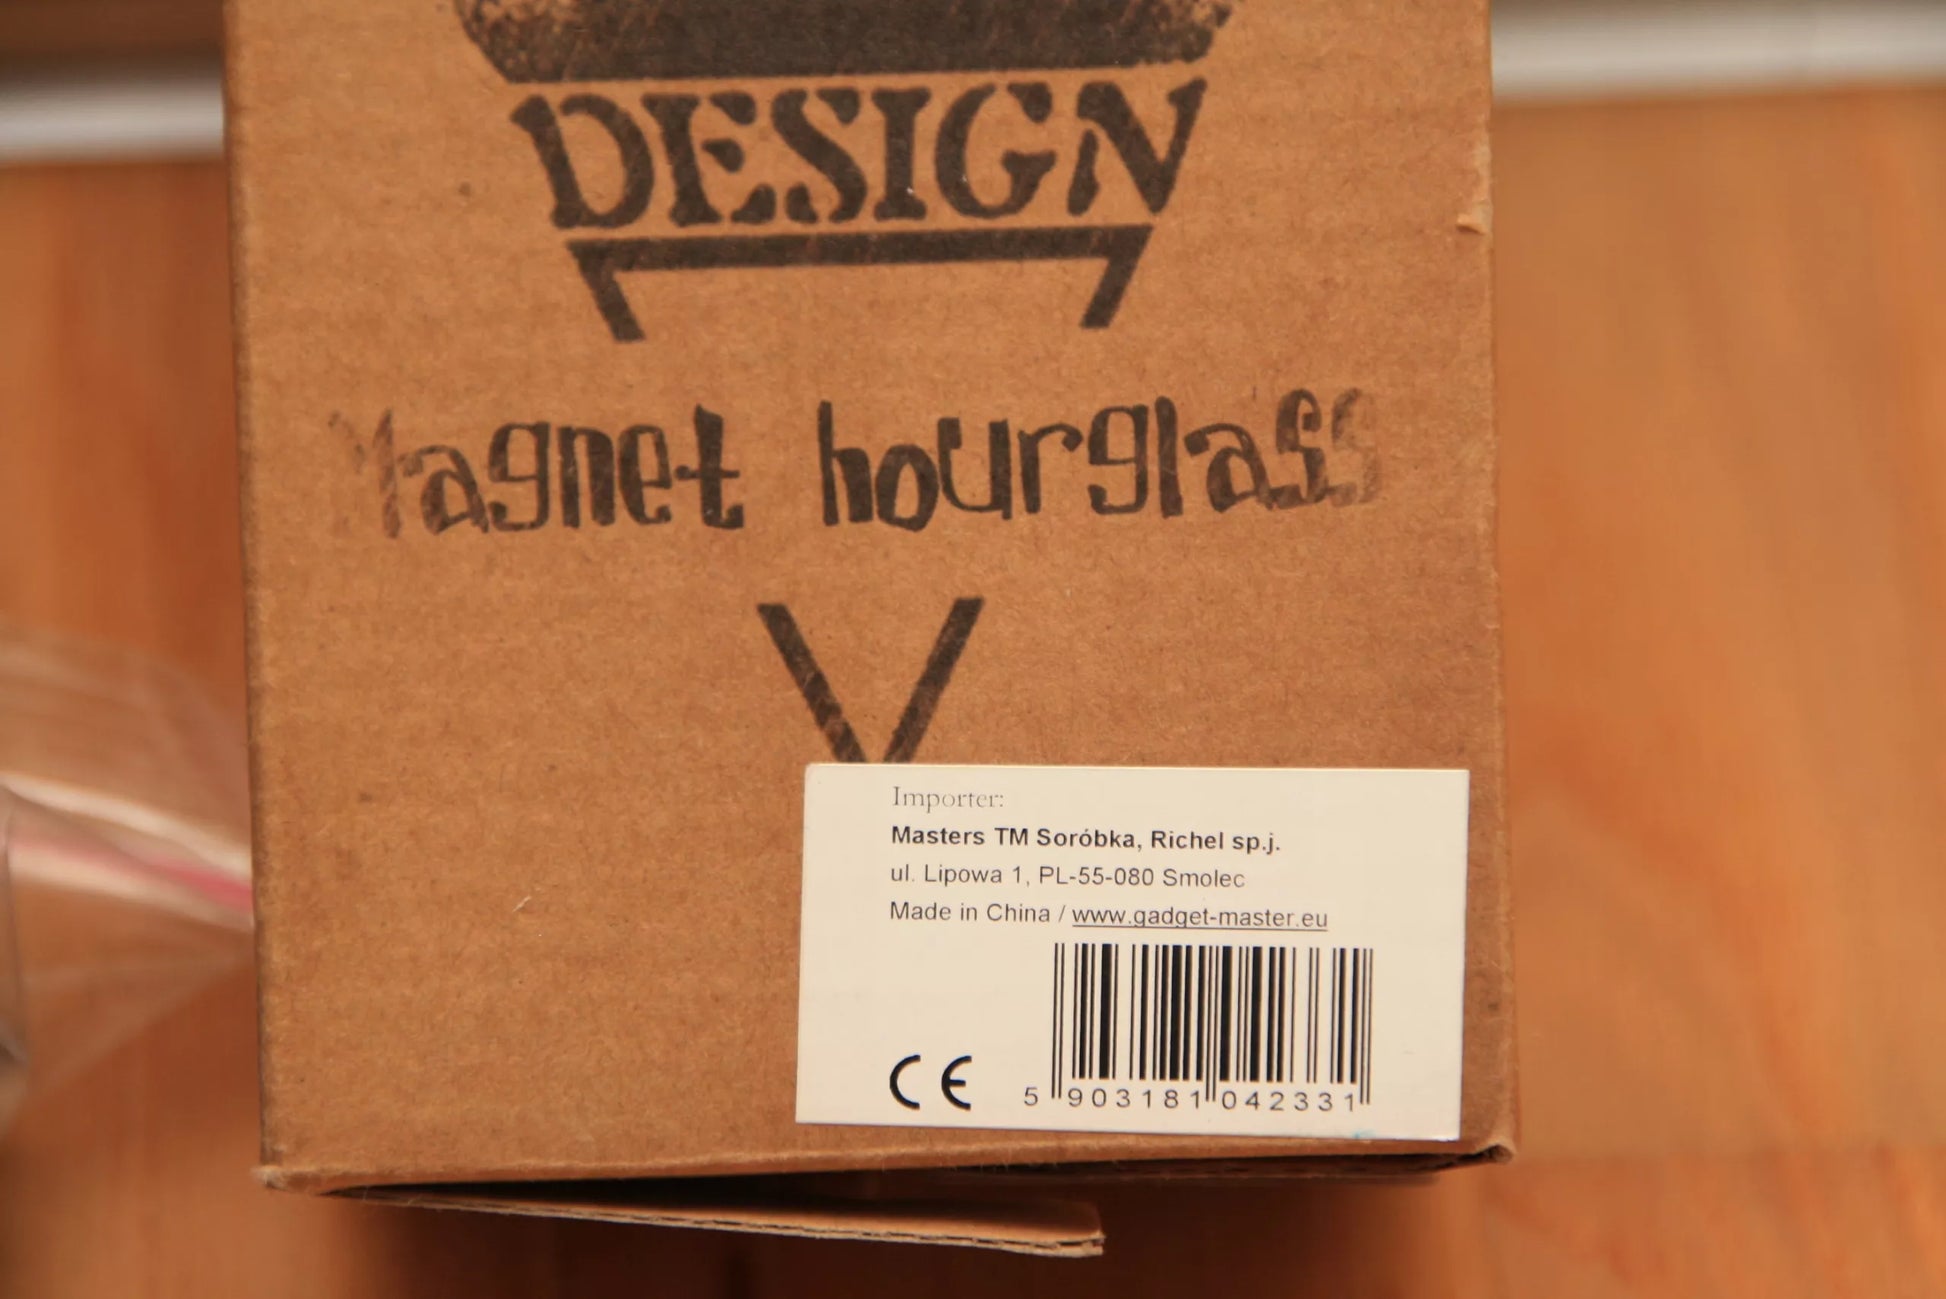 DESIGN
Magnet hourglass
Importer:
Masters TM Soróbka, Richel sp.j.
ul. Lipowa 1, PL-55-080 Smolec
Made in China / www.gadget-master.eu
CE
5 903181 042331